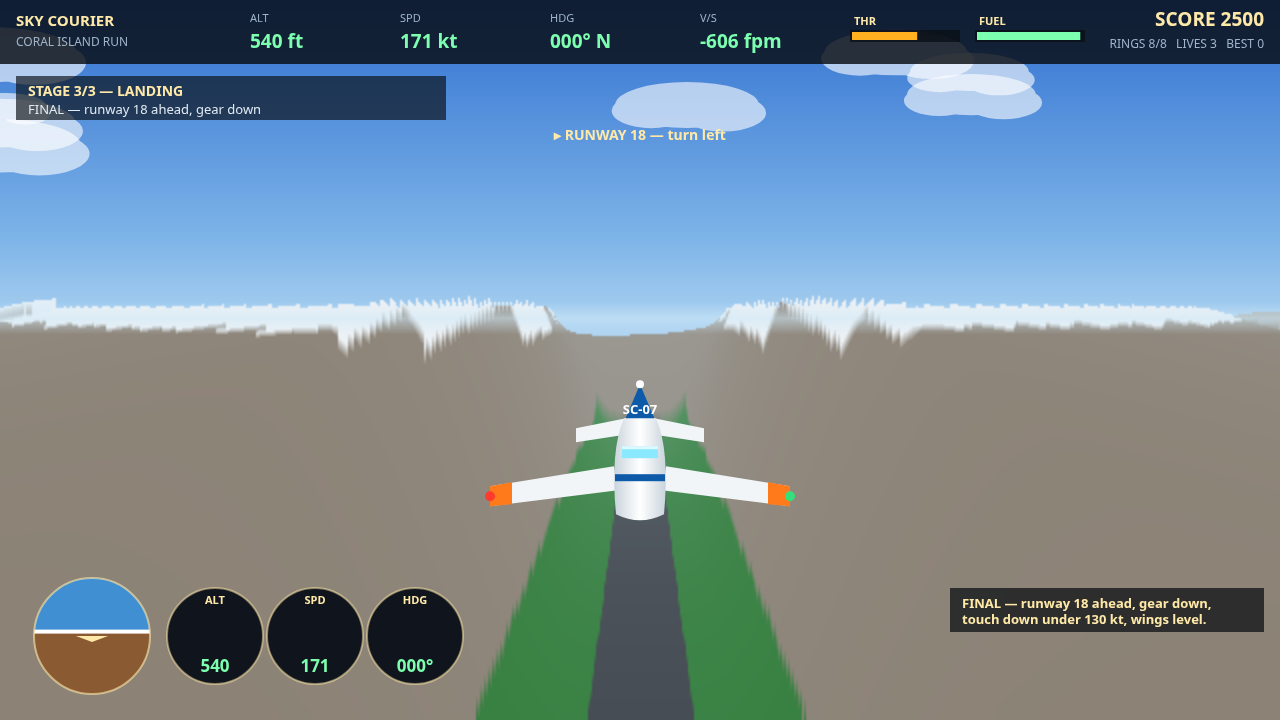 SKY COURIER
CORAL ISLAND RUN
ALT
540 ft
SPD
171 kt
HDG
000° N
V/S
-606 fpm
THR
FUEL
SCORE 2500
RINGS 8/8 LIVES 3 BEST 0
STAGE 3/3 — LANDING
FINAL — runway 18 ahead, gear down
▸ RUNWAY 18 — turn left
SC-07
ALT
540
SPD
171
HDG
000°
FINAL — runway 18 ahead, gear down,
touch down under 130 kt, wings level.